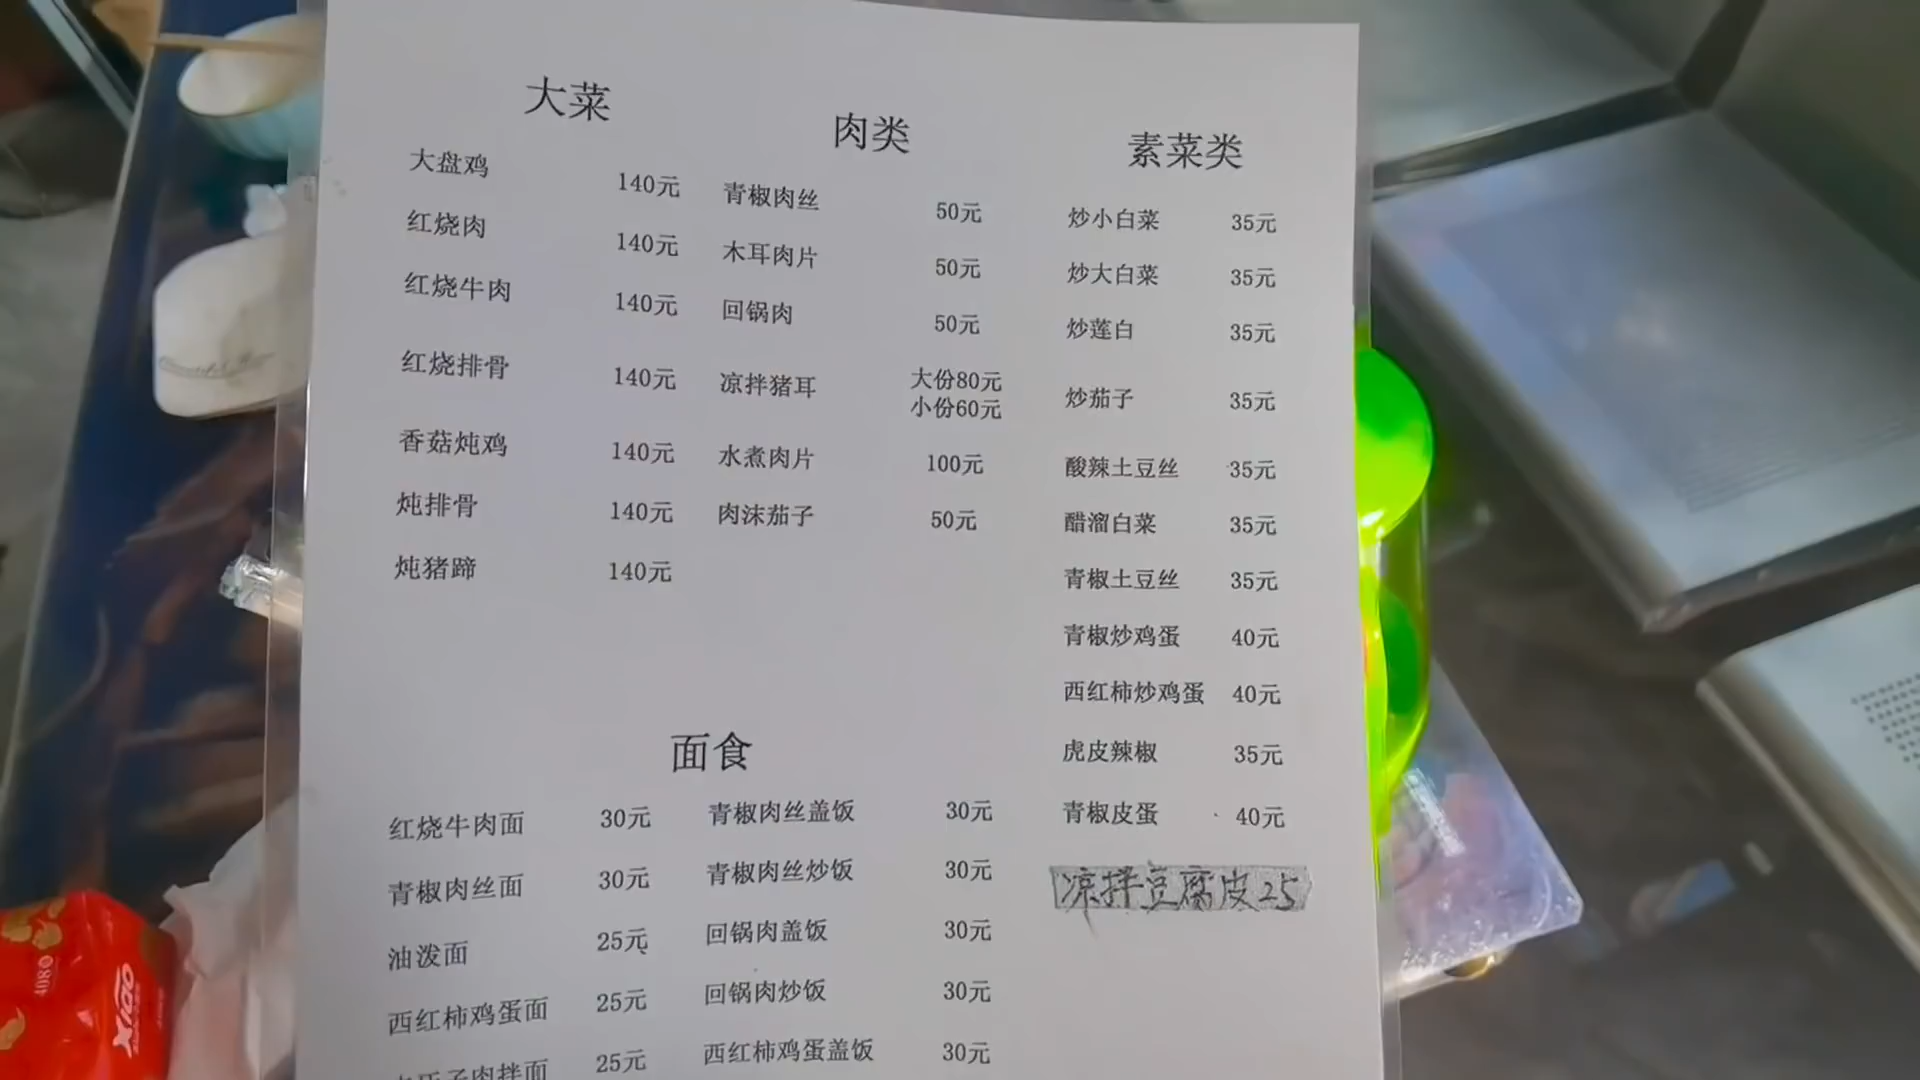 大菜
大盘鸡 140元
红烧肉 140元
红烧牛肉 140元
红烧排骨 140元
香菇炖鸡 140元
炖排骨 140元
炖猪蹄 140元
肉类
青椒肉丝 50元
木耳肉片 50元
回锅肉 50元
凉拌猪耳 大份80元
小份60元
水煮肉片 100元
肉沫茄子 50元
素菜类
炒小白菜 35元
炒大白菜 35元
炒莲白 35元
炒茄子 35元
酸辣土豆丝 35元
醋溜白菜 35元
青椒土豆丝 35元
青椒炒鸡蛋 40元
西红柿炒鸡蛋 40元
虎皮辣椒 35元
青椒皮蛋 40元
凉拌豆腐皮25
面食
红烧牛肉面 30元
青椒肉丝面 30元
油泼面 25元
西红柿鸡蛋面 25元
子肉拌面 25元
青椒肉丝盖饭 30元
青椒肉丝炒饭 30元
回锅肉盖饭 30元
回锅肉炒饭 30元
西红柿鸡蛋盖饭 30元
408